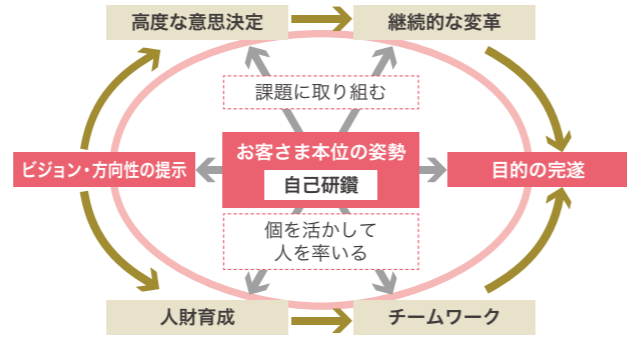 高度な意思決定
継続的な変革
課題に取り組む
お客さま本位の姿勢
自己研鑽
ビジョン・方向性の提示
目的の完遂
個を活かして
人を率いる
人財育成
チームワーク